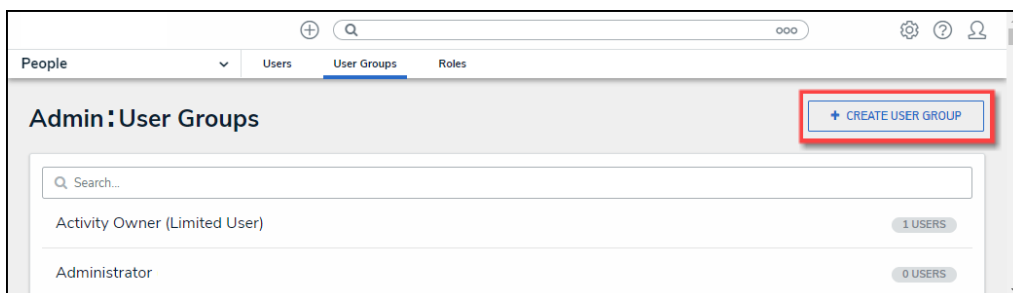 People Users User Groups Roles
Admin:User Groups
+ CREATE USER GROUP
Search...
Activity Owner (Limited User) 1 USERS
Administrator 0 USERS